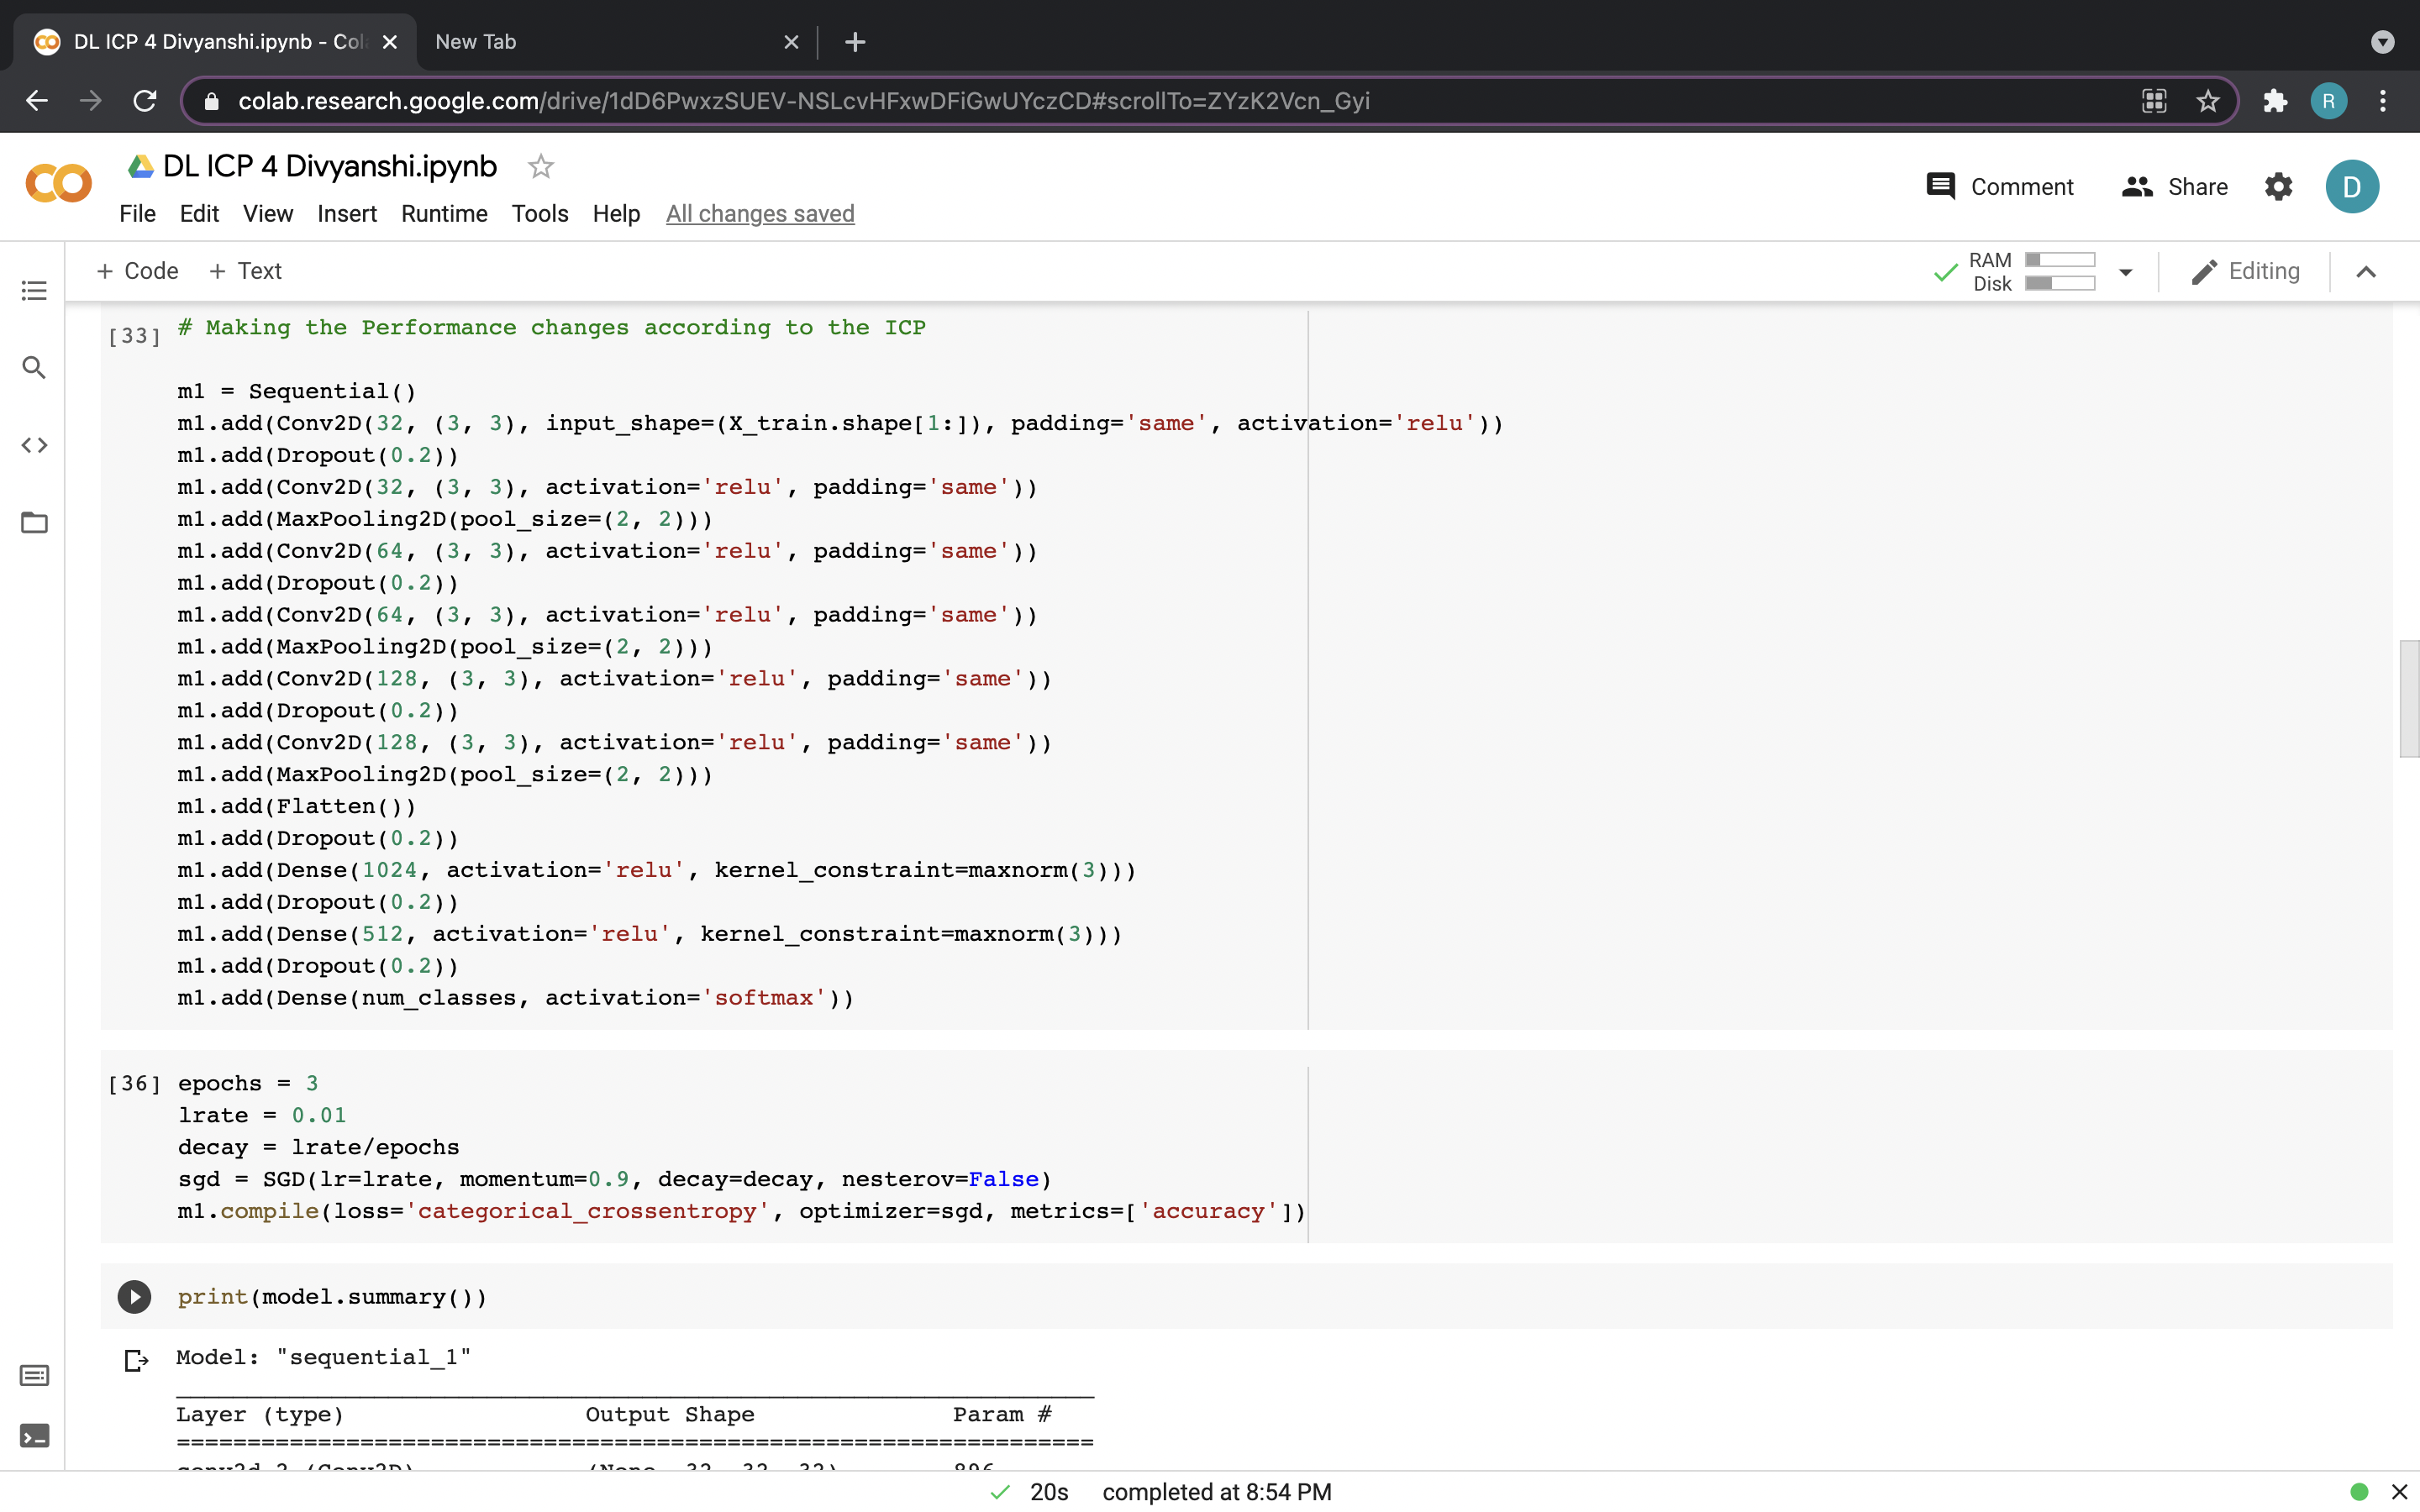 DL ICP 4 Divyanshi.ipynb - Col
New Tab
colab.research.google.com/drive/1dD6PwxzSUEV-NSLcvHFxwDFiGwUYczCD#scrollTo=ZYzK2Vcn_Gyi
R
DL ICP 4 Divyanshi.ipynb
Comment Share D
File Edit View Insert Runtime Tools Help All changes saved
+ Code + Text
RAM
Disk
Editing
[33] # Making the Performance changes according to the ICP
m1 = Sequential()
m1.add(Conv2D(32, (3, 3), input_shape=(X_train.shape[1:]), padding='same', activation='relu'))
m1.add(Dropout(0.2))
m1.add(Conv2D(32, (3, 3), activation='relu', padding='same'))
m1.add(MaxPooling2D(pool_size=(2, 2)))
m1.add(Conv2D(64, (3, 3), activation='relu', padding='same'))
m1.add(Dropout(0.2))
m1.add(Conv2D(64, (3, 3), activation='relu', padding='same'))
m1.add(MaxPooling2D(pool_size=(2, 2)))
m1.add(Conv2D(128, (3, 3), activation='relu', padding='same'))
m1.add(Dropout(0.2))
m1.add(Conv2D(128, (3, 3), activation='relu', padding='same'))
m1.add(MaxPooling2D(pool_size=(2, 2)))
m1.add(Flatten())
m1.add(Dropout(0.2))
m1.add(Dense(1024, activation='relu', kernel_constraint=maxnorm(3)))
m1.add(Dropout(0.2))
m1.add(Dense(512, activation='relu', kernel_constraint=maxnorm(3)))
m1.add(Dropout(0.2))
m1.add(Dense(num_classes, activation='softmax'))
[36] epochs = 3
lrate = 0.01
decay = lrate/epochs
sgd = SGD(lr=lrate, momentum=0.9, decay=decay, nesterov=False)
m1.compile(loss='categorical_crossentropy', optimizer=sgd, metrics=['accuracy'])
print(model.summary())
Model: "sequential_1"
Layer (type) Output Shape Param #
conv2d_2 (Conv2D) (None, 32, 32, 32) 896
20s completed at 8:54 PM